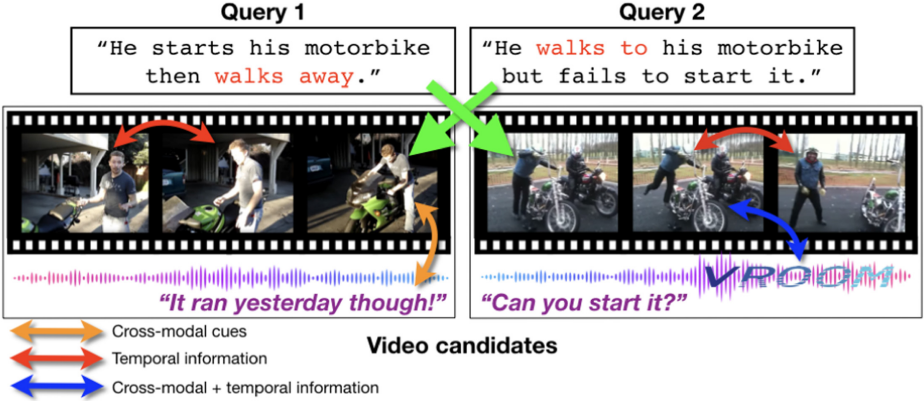 Query 1
Query 2
“He starts his motorbike
then walks away.”
“He walks to his motorbike
but fails to start it.”
“It ran yesterday though!”
“Can you start it?”
VROOM
Cross-modal cues
Temporal information
Cross-modal + temporal information
Video candidates